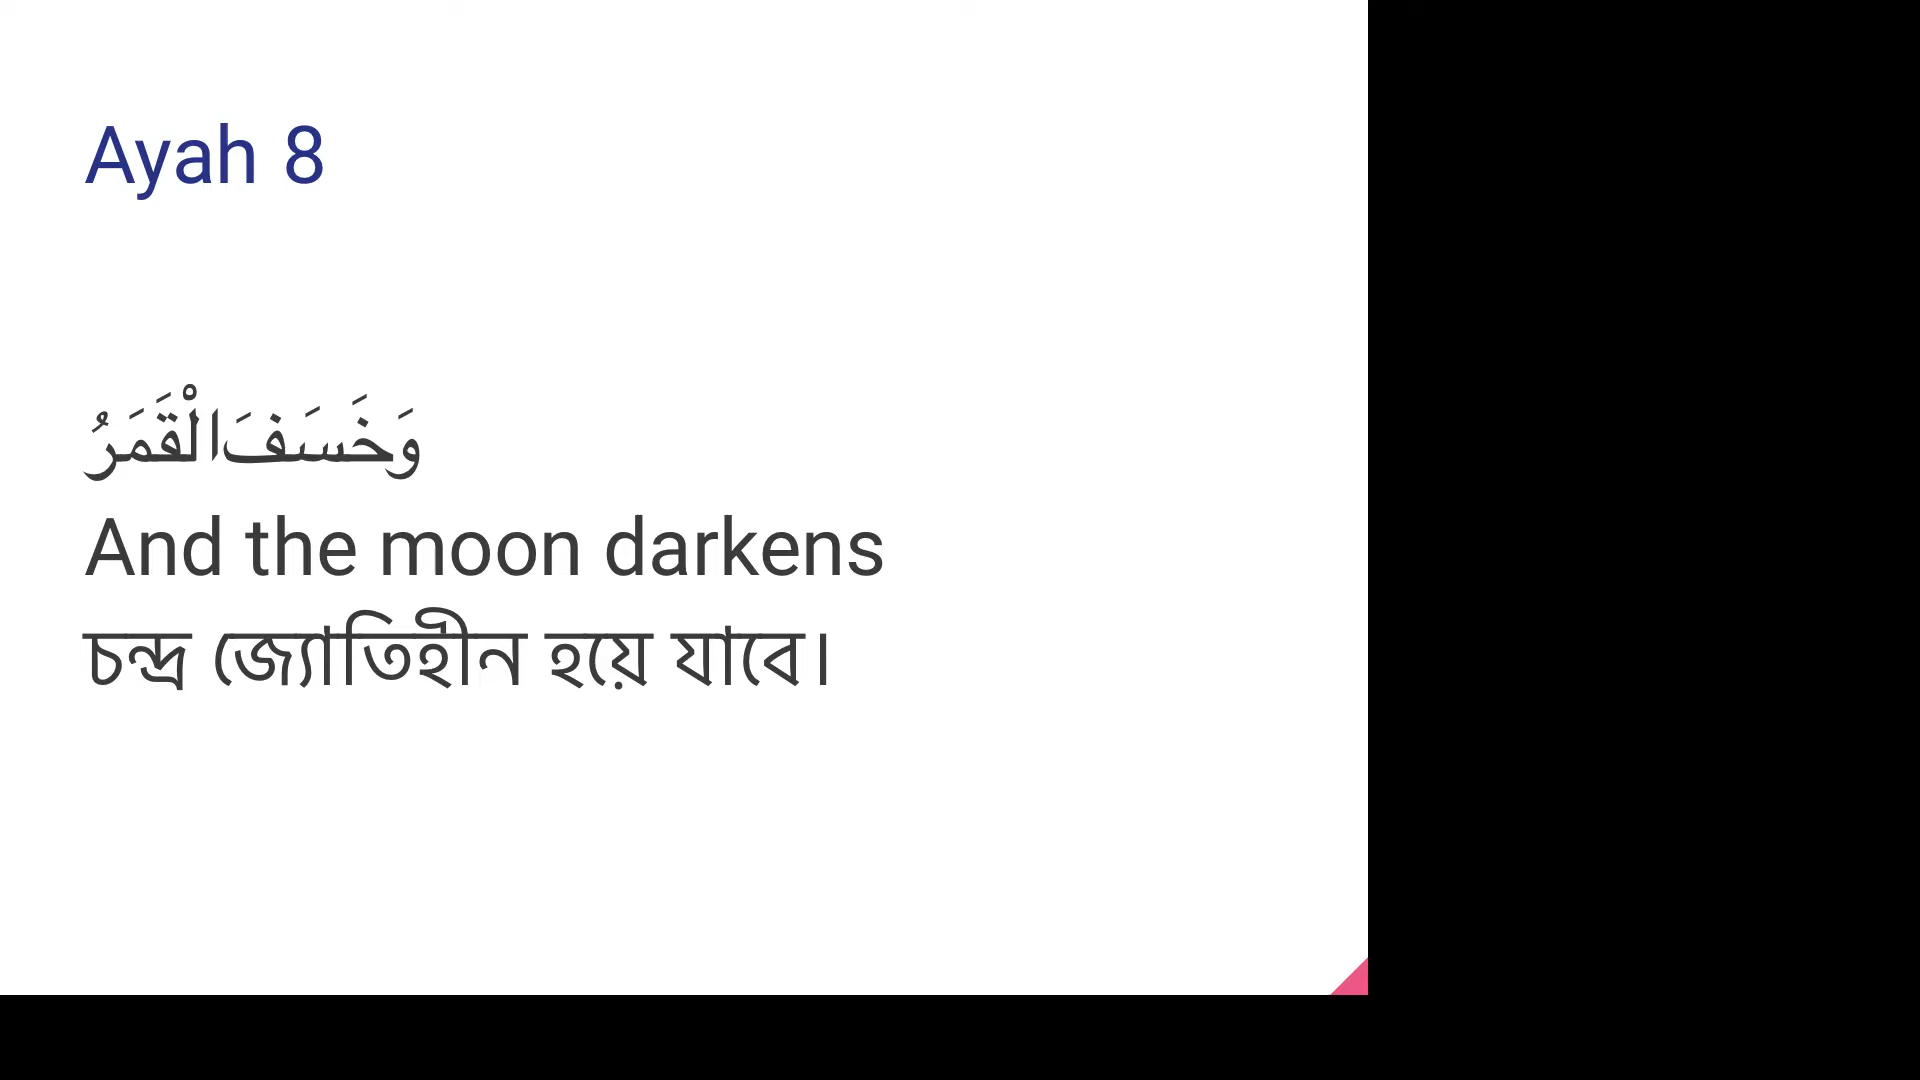 Ayah 8
وَخَسَفَالْقَمَرُ
And the moon darkens
চন্দ্র জ্যোতিহীন হয়ে যাবে।